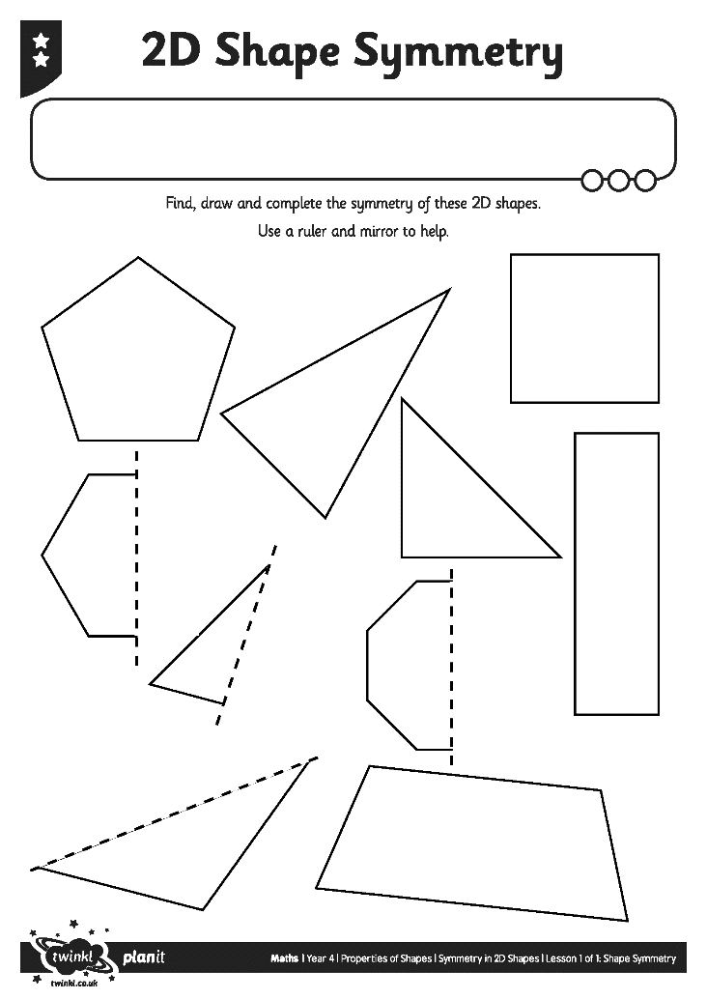 2D Shape Symmetry
Find, draw and complete the symmetry of these 2D shapes.
Use a ruler and mirror to help.
twinkl planit
twinkl.co.uk
Maths | Year 4 | Properties of Shapes | Symmetry in 2D Shapes | Lesson 1 of 1: Shape Symmetry